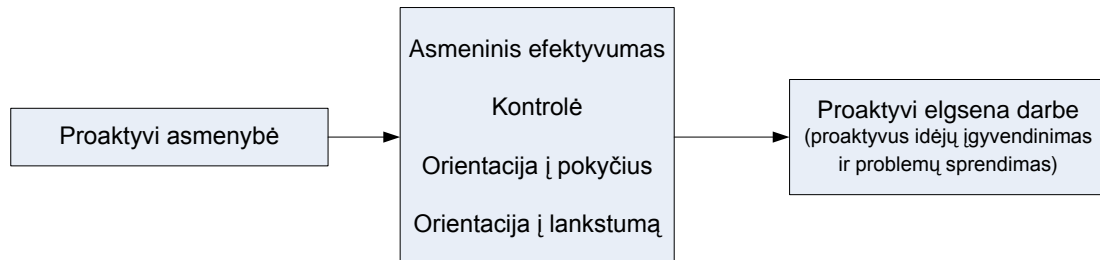 Proaktyvi asmenybė
Asmeninis efektyvumas
Kontrolė
Orientacija į pokyčius
Orientacija į lankstumą
Proaktyvi elgsena darbe
(proaktyvus idėjų įgyvendinimas
ir problemų sprendimas)